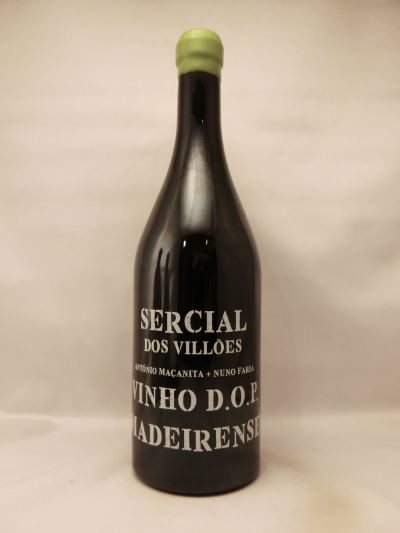 SERCIAL
DOS VILLÕES
ANTÓNIO MAÇANITA + NUNO FARIA
VINHO D.O.P.
MADEIRENSE